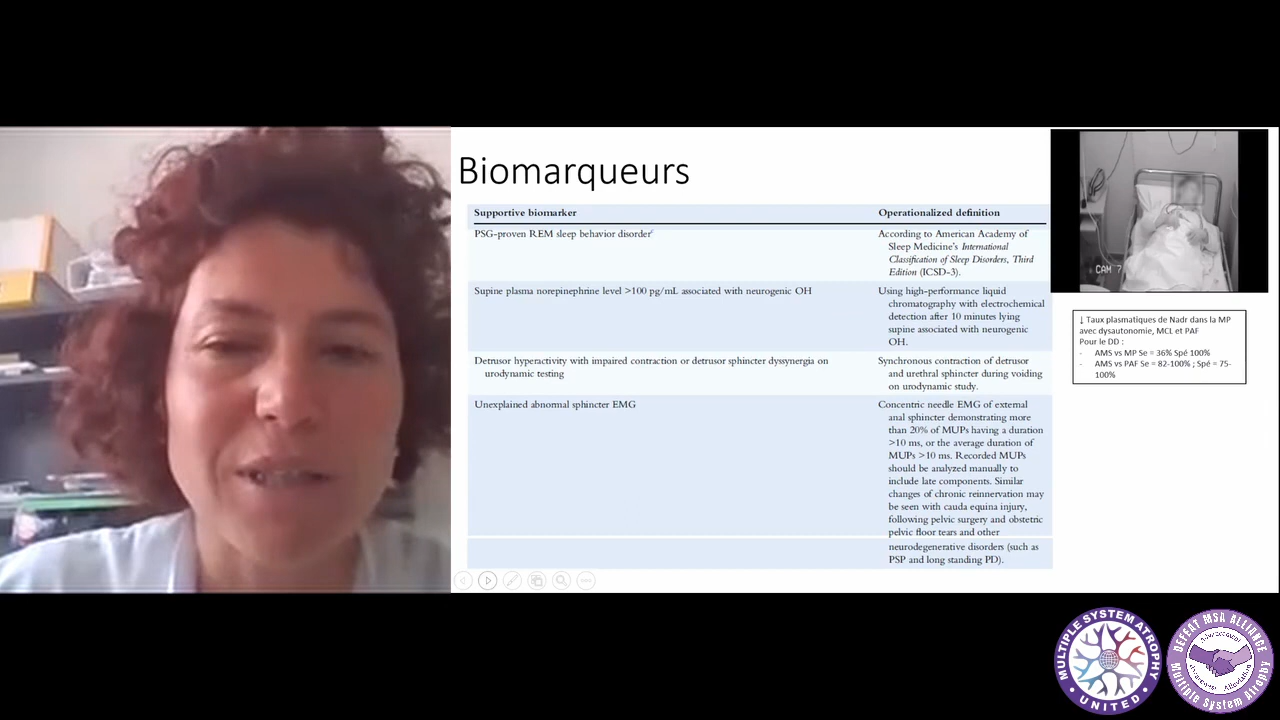 Biomarqueurs
Supportive biomarker
Operationalized definition
PSG-proven REM sleep behavior disorderᶜ
According to American Academy of
Sleep Medicine's International
Classification of Sleep Disorders, Third
Edition (ICSD-3).
Supine plasma norepinephrine level >100 pg/mL associated with neurogenic OH
Using high-performance liquid
chromatography with electrochemical
detection after 10 minutes lying
supine associated with neurogenic
OH.
Detrusor hyperactivity with impaired contraction or detrusor sphincter dyssynergia on
urodynamic testing
Synchronous contraction of detrusor
and urethral sphincter during voiding
on urodynamic study.
Unexplained abnormal sphincter EMG
Concentric needle EMG of external
anal sphincter demonstrating more
than 20% of MUPs having a duration
>10 ms, or the average duration of
MUPs >10 ms. Recorded MUPs
should be analyzed manually to
include late components. Similar
changes of chronic reinnervation may
be seen with cauda equina injury,
following pelvic surgery and obstetric
pelvic floor tears and other
neurodegenerative disorders (such as
PSP and long standing PD).
CAM 7
↓ Taux plasmatiques de Nadr dans la MP
avec dysautonomie, MCL et PAF
Pour le DD :
- AMS vs MP Se = 36% Spé 100%
- AMS vs PAF Se = 82-100% ; Spé = 75-
100%
MULTIPLE SYSTEM ATROPHY
• UNITED •
DEFEAT MSA ALLIANCE
Multiple System Atrophy